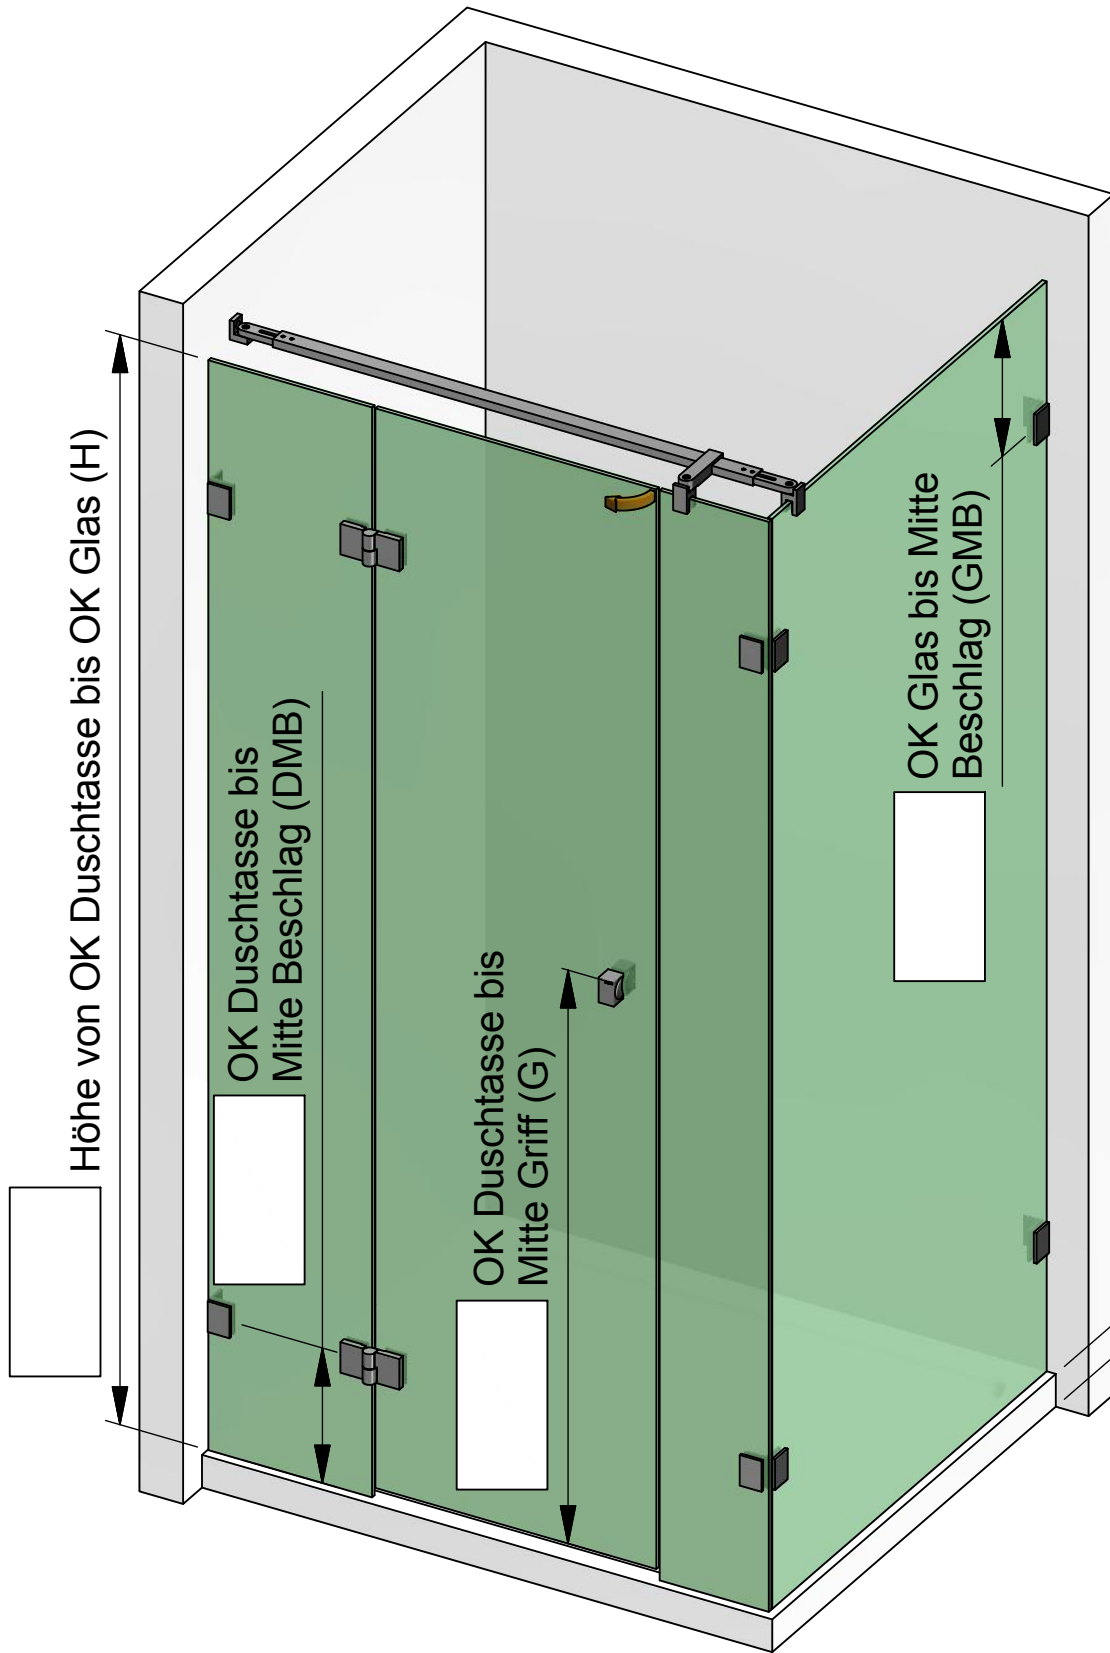 Höhe von OK Duschtasse bis OK Glas (H)
OK Duschtasse bis
Mitte Beschlag (DMB)
OK Duschtasse bis
Mitte Griff (G)
OK Glas bis Mitte
Beschlag (GMB)